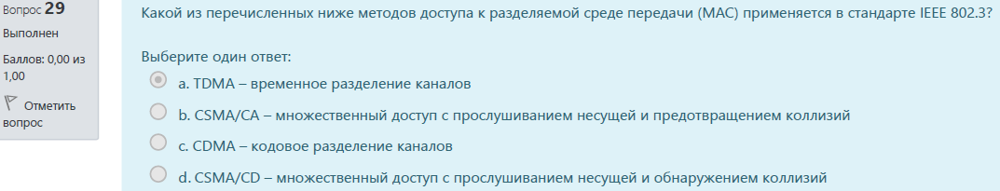 Вопрос 29
Выполнен
Баллов: 0,00 из
1,00
Отметить
вопрос
Какой из перечисленных ниже методов доступа к разделяемой среде передачи (MAC) применяется в стандарте IEEE 802.3?
Выберите один ответ:
a. TDMA – временное разделение каналов
b. CSMA/CA – множественный доступ с прослушиванием несущей и предотвращением коллизий
c. CDMA – кодовое разделение каналов
d. CSMA/CD – множественный доступ с прослушиванием несущей и обнаружением коллизий